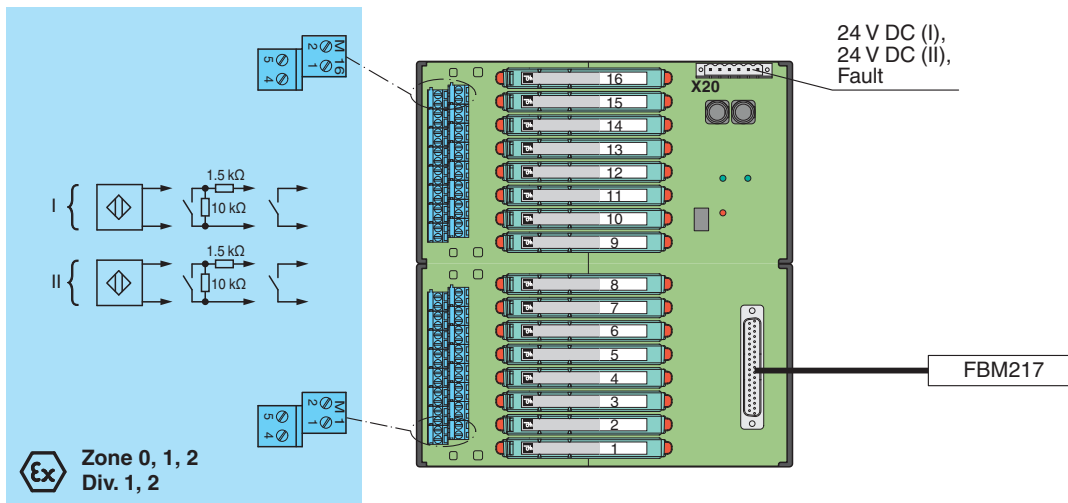 24 V DC (I),
24 V DC (II),
Fault
X20
M 16
2 1
5 4
16
15
14
13
12
11
10
9
8
7
6
5
4
3
2
1
I
1.5 kΩ
10 kΩ
II
1.5 kΩ
10 kΩ
FBM217
M 1
2 1
5 4
Ex
Zone 0, 1, 2
Div. 1, 2